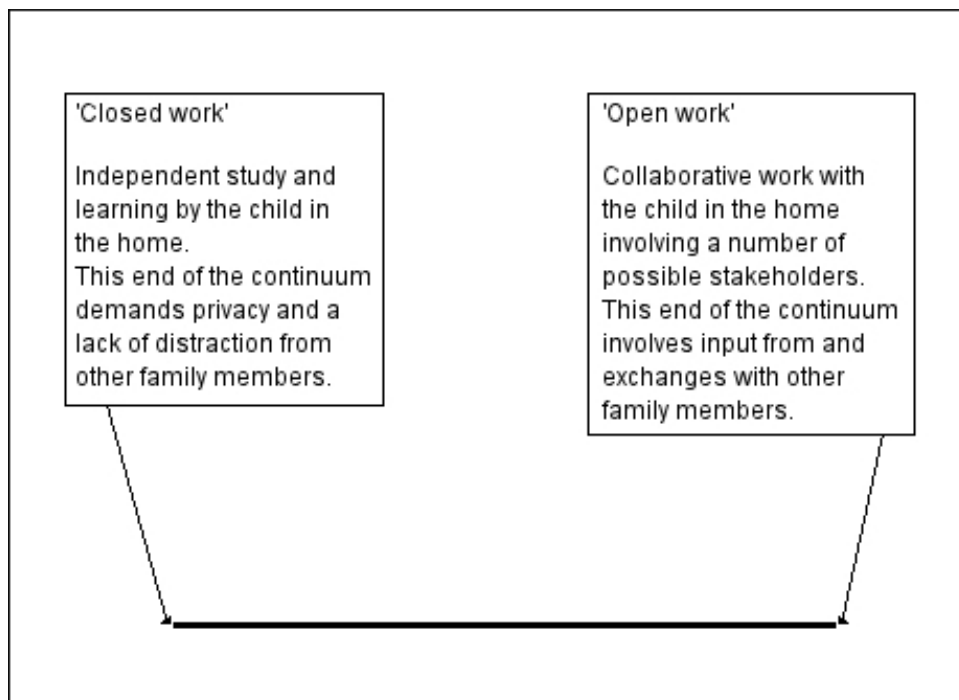 'Closed work'
Independent study and
learning by the child in
the home.
This end of the continuum
demands privacy and a
lack of distraction from
other family members.
'Open work'
Collaborative work with
the child in the home
involving a number of
possible stakeholders.
This end of the continuum
involves input from and
exchanges with other
family members.